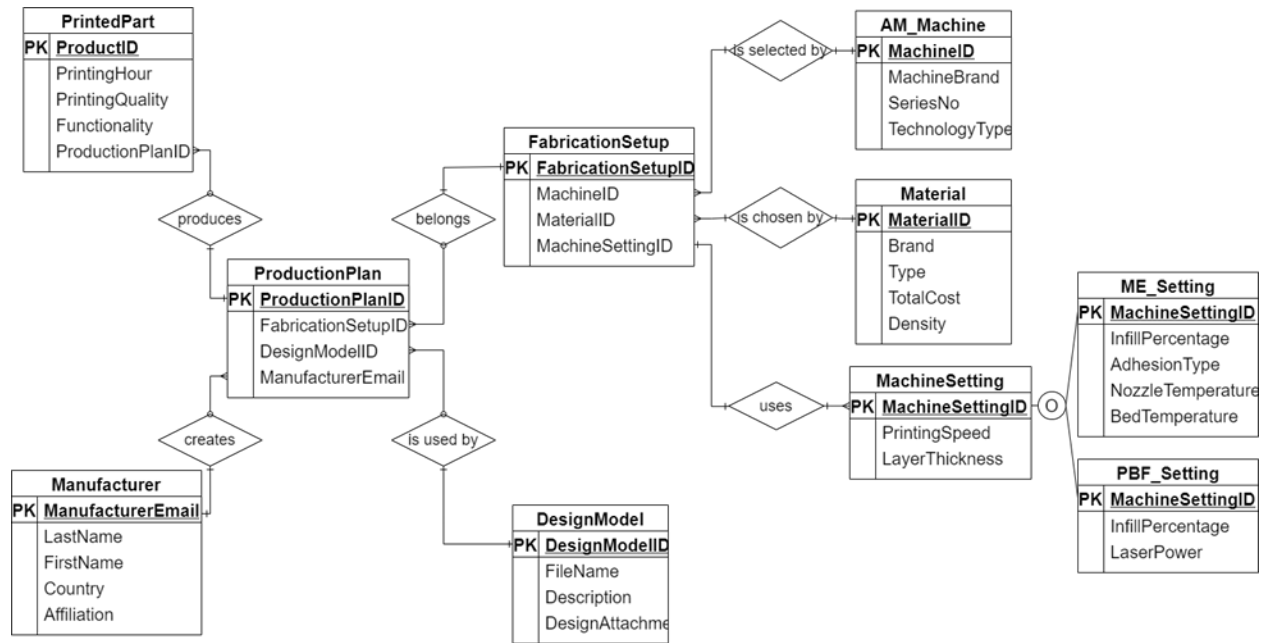 PrintedPart
PK ProductID
PrintingHour
PrintingQuality
Functionality
ProductionPlanID
produces
belongs
ProductionPlan
PK ProductionPlanID
FabricationSetupID
DesignModelID
ManufacturerEmail
creates
is used by
Manufacturer
PK ManufacturerEmail
LastName
FirstName
Country
Affiliation
FabricationSetup
PK FabricationSetupID
MachineID
MaterialID
MachineSettingID
is selected by
is chosen by
uses
DesignModel
PK DesignModelID
FileName
Description
DesignAttachme
AM_Machine
PK MachineID
MachineBrand
SeriesNo
TechnologyType
Material
PK MaterialID
Brand
Type
TotalCost
Density
MachineSetting
PK MachineSettingID
PrintingSpeed
LayerThickness
O
ME_Setting
PK MachineSettingID
InfillPercentage
AdhesionType
NozzleTemperature
BedTemperature
PBF_Setting
PK MachineSettingID
InfillPercentage
LaserPower